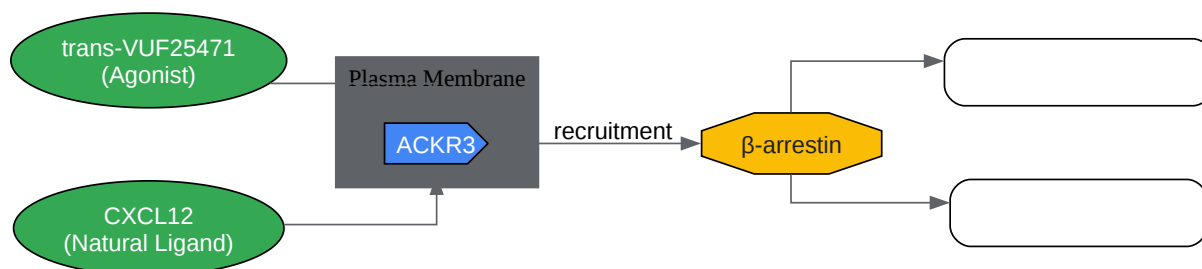 trans-VUF25471
(Agonist)
Plasma Membrane
ACKR3
recruitment
β-arrestin
CXCL12
(Natural Ligand)